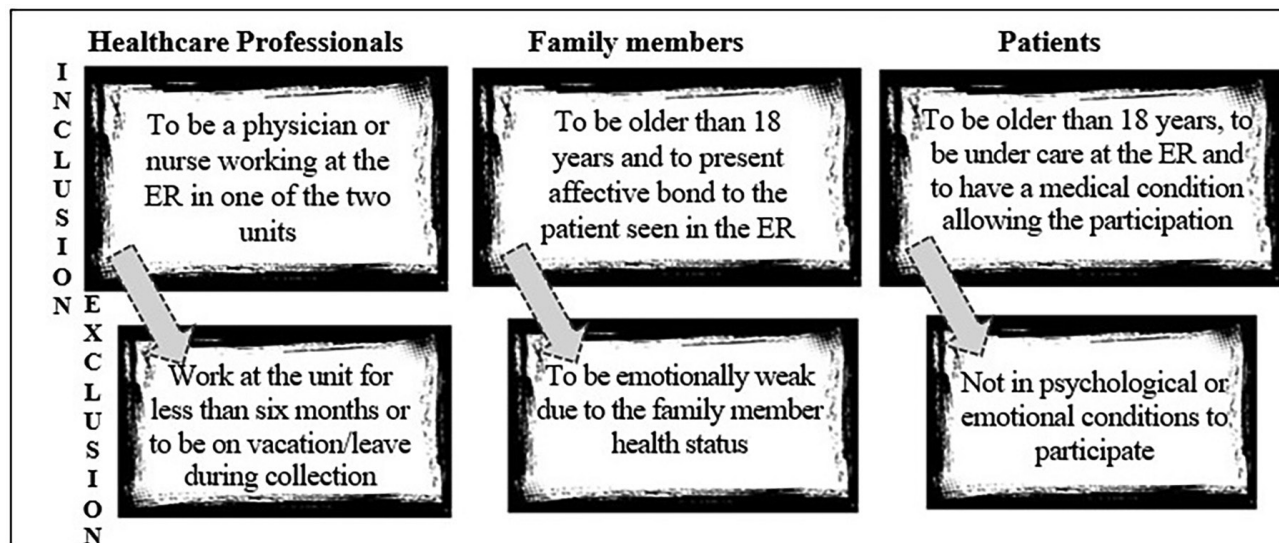 Healthcare Professionals
Family members
Patients
INCLUSION
To be a physician or
nurse working at the
ER in one of the two
units
To be older than 18
years and to present
affective bond to the
patient seen in the ER
To be older than 18 years, to
be under care at the ER and
to have a medical condition
allowing the participation
EXCLUSION
Work at the unit for
less than six months or
to be on vacation/leave
during collection
To be emotionally weak
due to the family member
health status
Not in psychological or
emotional conditions to
participate